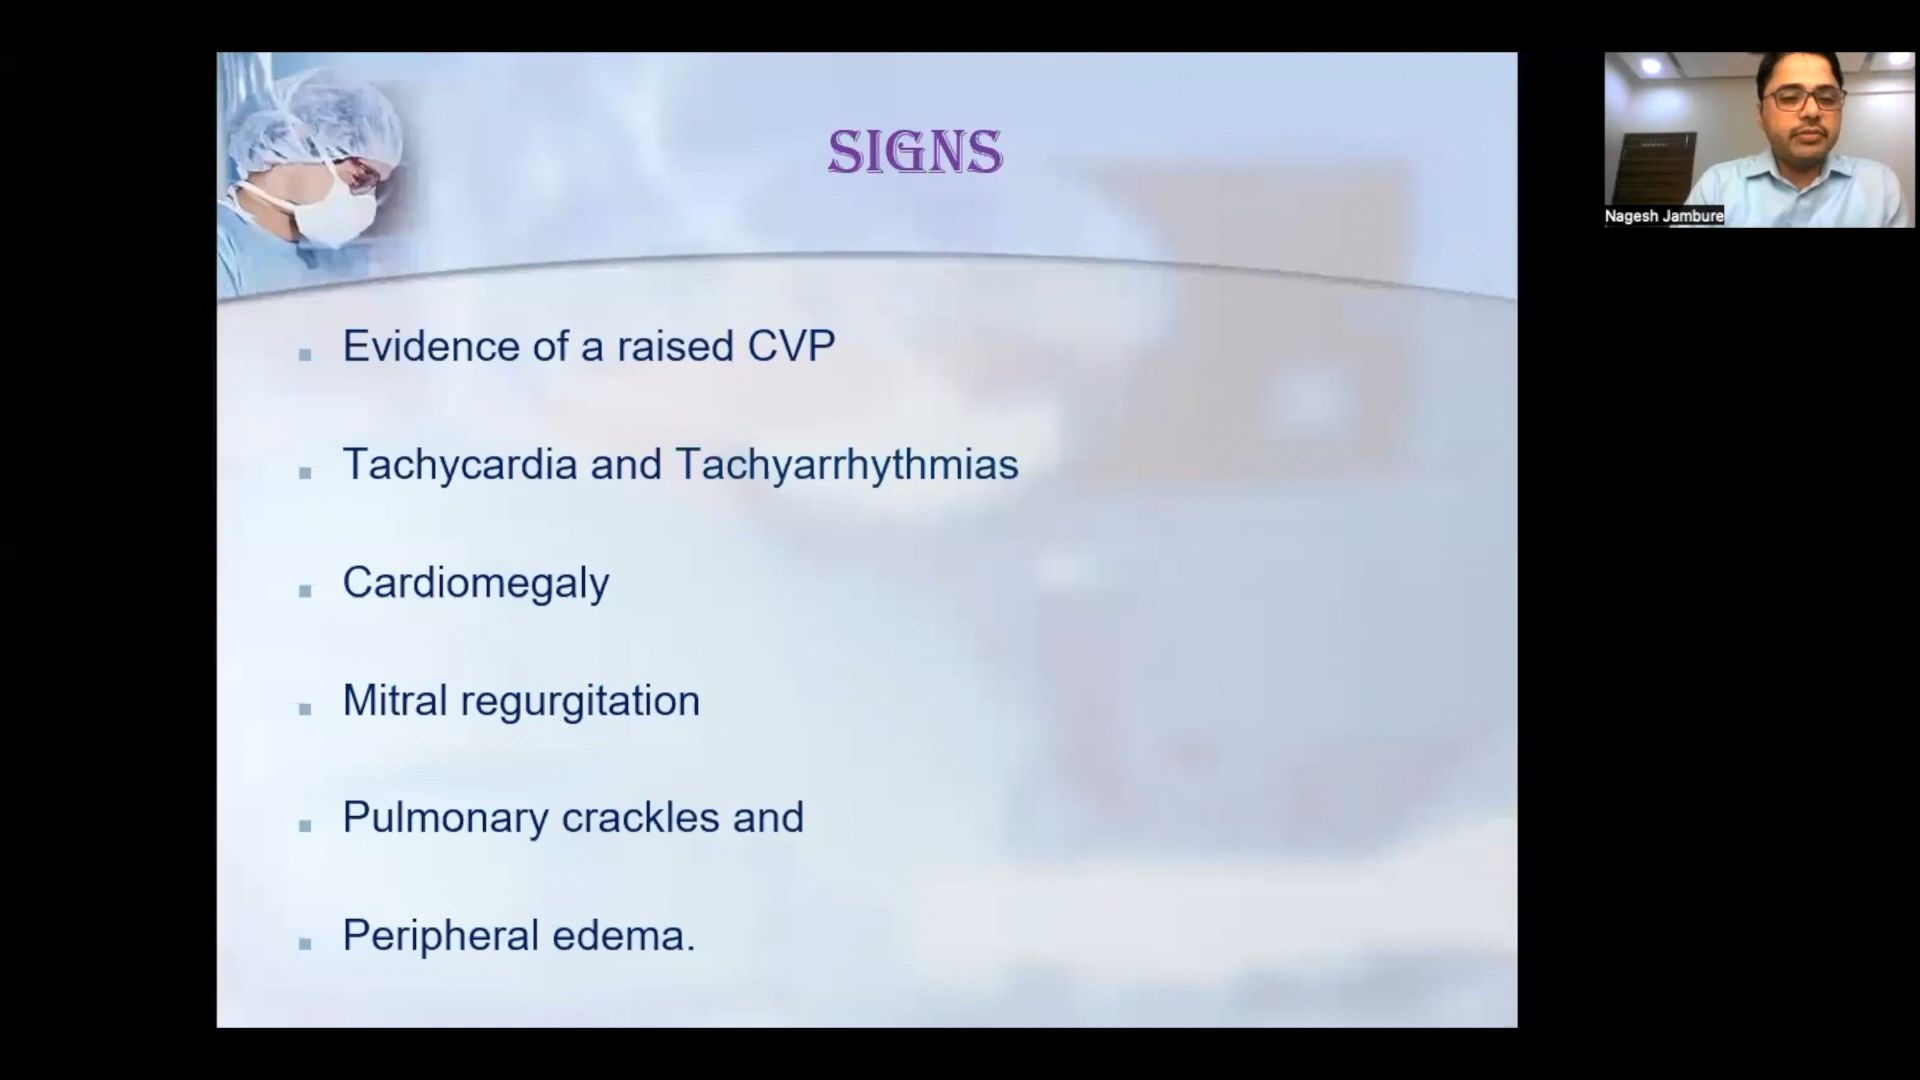 SIGNS
Evidence of a raised CVP
Tachycardia and Tachyarrhythmias
Cardiomegaly
Mitral regurgitation
Pulmonary crackles and
Peripheral edema.
Nagesh Jambure